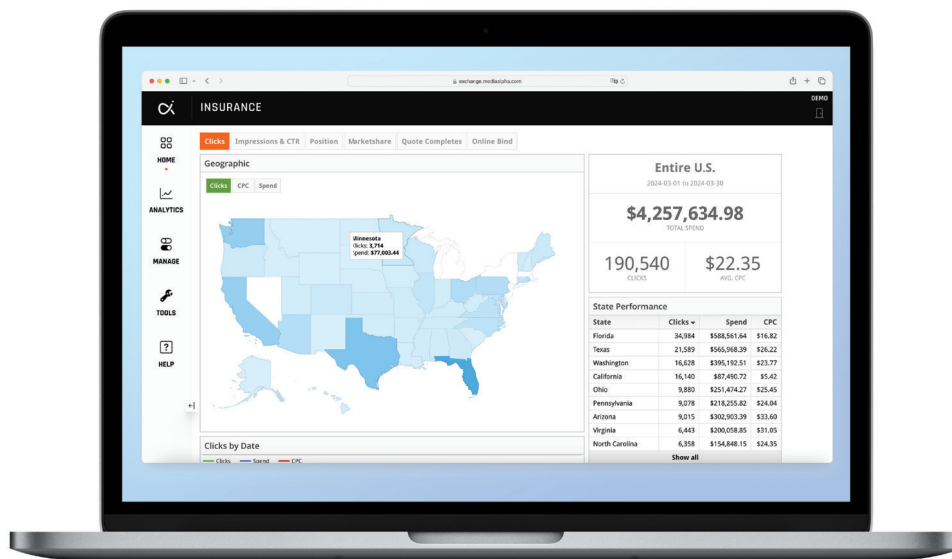 exchange.mediaalpha.com
INSURANCE
DEMO
HOME
ANALYTICS
MANAGE
TOOLS
HELP
Clicks Impressions & CTR Position Marketshare Quote Completes Online Bind
Geographic
Clicks CPC Spend
Minnesota
Clicks: 3,714
Spend: $77,003.44
Clicks by Date
Clicks Spend CPC
Entire U.S.
2024-03-01 to 2024-03-30
$4,257,634.98
TOTAL SPEND
190,540 $22.35
CLICKS AVG. CPC
State Performance
State Clicks Spend CPC
Florida 34,984 $588,561.64 $16.82
Texas 21,589 $565,968.39 $26.22
Washington 16,628 $395,192.51 $23.77
California 16,140 $87,490.72 $5.42
Ohio 9,880 $251,474.27 $25.45
Pennsylvania 9,078 $218,255.82 $24.04
Arizona 9,015 $302,903.39 $33.60
Virginia 6,443 $200,058.85 $31.05
North Carolina 6,358 $154,848.15 $24.35
Show all